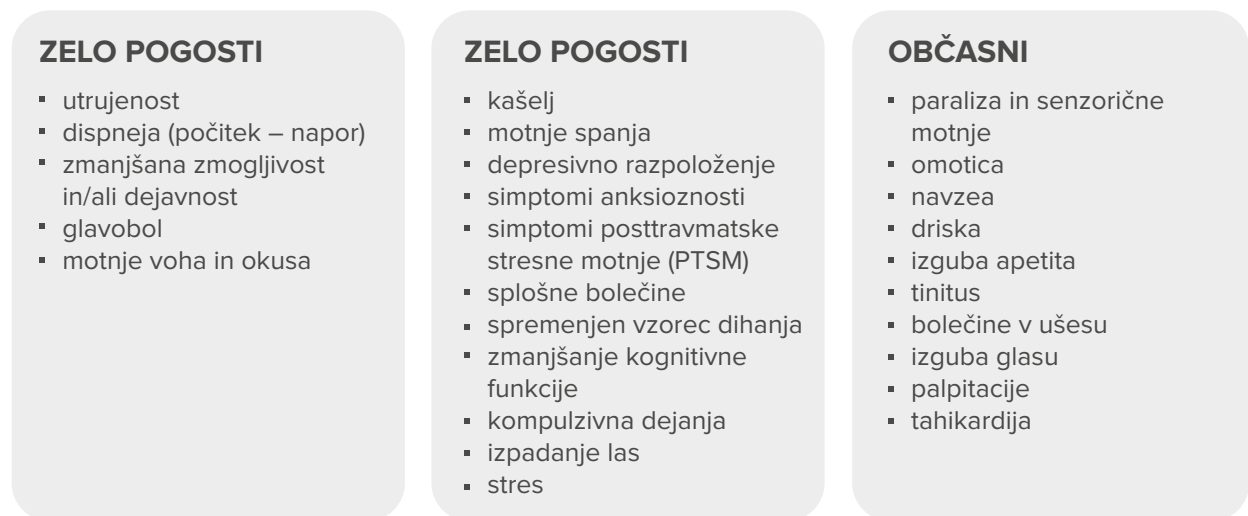 ZELO POGOSTI
▪ utrujenost
▪ dispneja (počitek – napor)
▪ zmanjšana zmogljivost
in/ali dejavnost
▪ glavobol
▪ motnje voha in okusa
ZELO POGOSTI
▪ kašelj
▪ motnje spanja
▪ depresivno razpoloženje
▪ simptomi anksioznosti
▪ simptomi posttravmatske
stresne motnje (PTSM)
▪ splošne bolečine
▪ spremenjen vzorec dihanja
▪ zmanjšanje kognitivne
funkcije
▪ kompulzivna dejanja
▪ izpadanje las
▪ stres
OBČASNI
▪ paraliza in senzorične
motnje
▪ omotica
▪ navzea
▪ driska
▪ izguba apetita
▪ tinitus
▪ bolečine v ušesu
▪ izguba glasu
▪ palpitacije
▪ tahikardija